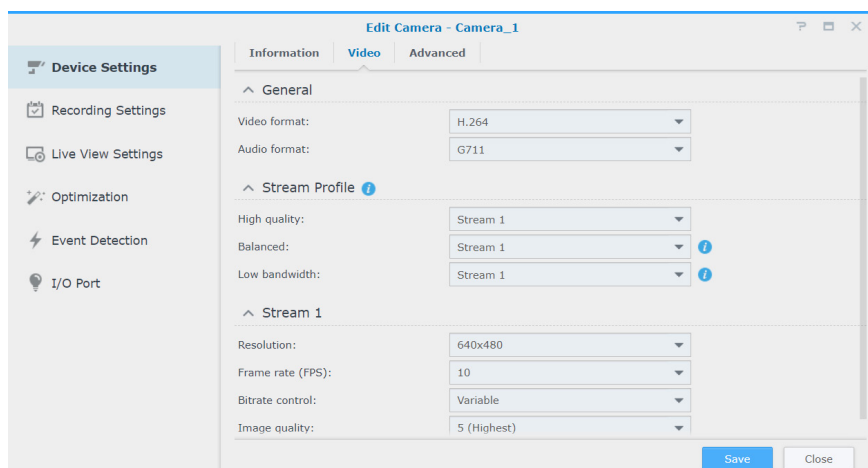 Edit Camera - Camera_1
Device Settings
Recording Settings
Live View Settings
Optimization
Event Detection
I/O Port
Information Video Advanced
General
Video format: H.264
Audio format: G711
Stream Profile
High quality: Stream 1
Balanced: Stream 1
Low bandwidth: Stream 1
Stream 1
Resolution: 640x480
Frame rate (FPS): 10
Bitrate control: Variable
Image quality: 5 (Highest)
Save Close